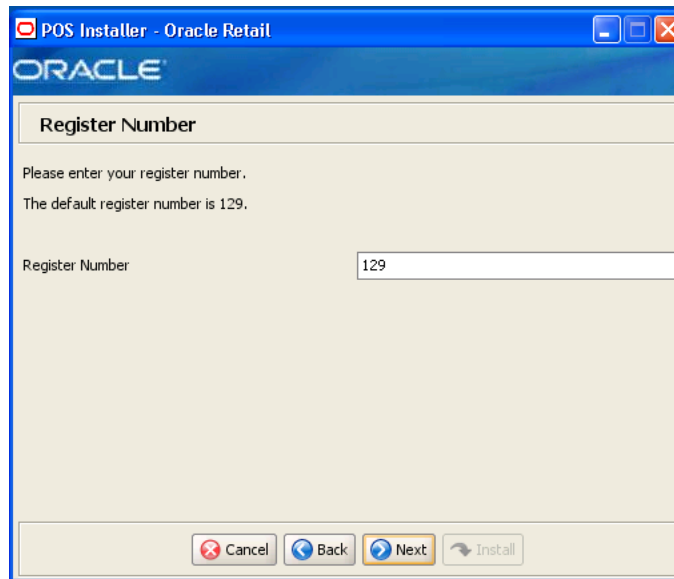 POS Installer - Oracle Retail
ORACLE
Register Number
Please enter your register number.
The default register number is 129.
Register Number 129
Cancel Back Next Install